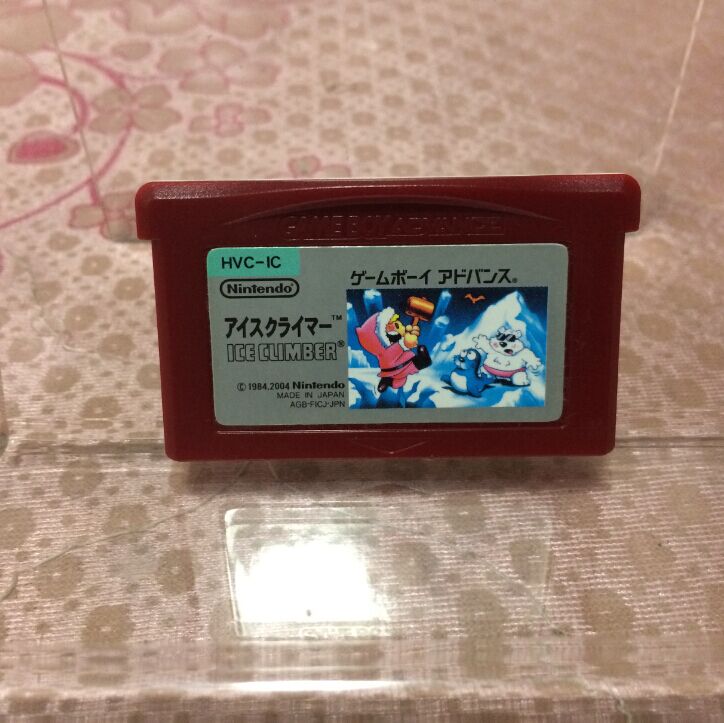 GAME BOY ADVANCE
HVC-IC
Nintendo®
ゲームボーイ アドバンス®
アイスクライマー™
ICE CLIMBER®
© 1984,2004 Nintendo
MADE IN JAPAN
AGB-FICJ-JPN